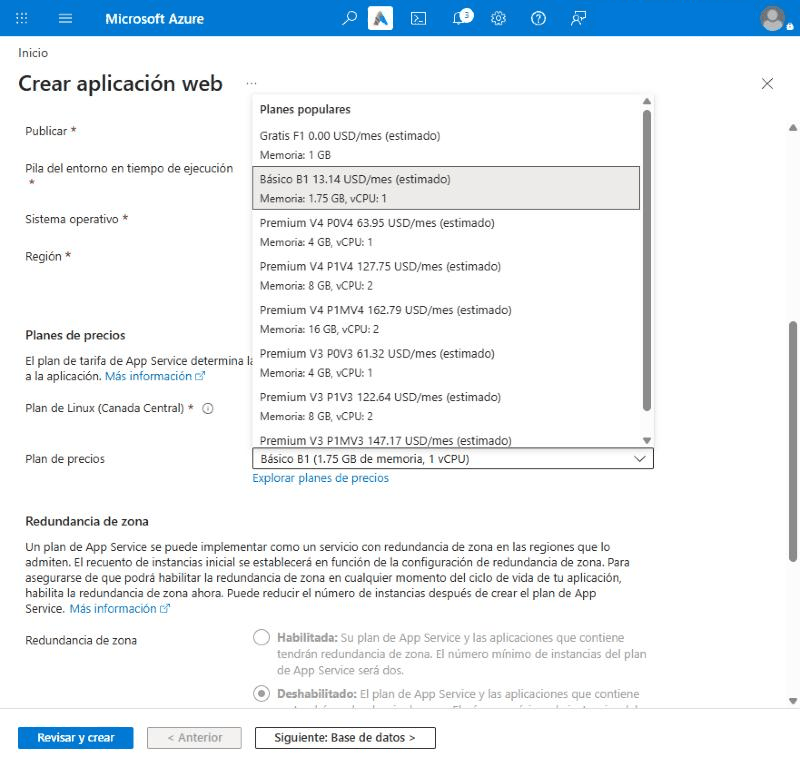 Microsoft Azure
3
Inicio
Crear aplicación web
...
Publicar *
Pila del entorno en tiempo de ejecución
*
Sistema operativo *
Región *
Planes populares
Gratis F1 0.00 USD/mes (estimado)
Memoria: 1 GB
Básico B1 13.14 USD/mes (estimado)
Memoria: 1.75 GB, vCPU: 1
Premium V4 P0V4 63.95 USD/mes (estimado)
Memoria: 4 GB, vCPU: 1
Premium V4 P1V4 127.75 USD/mes (estimado)
Memoria: 8 GB, vCPU: 2
Premium V4 P1MV4 162.79 USD/mes (estimado)
Memoria: 16 GB, vCPU: 2
Premium V3 P0V3 61.32 USD/mes (estimado)
Memoria: 4 GB, vCPU: 1
Premium V3 P1V3 122.64 USD/mes (estimado)
Memoria: 8 GB, vCPU: 2
Premium V3 P1MV3 147.17 USD/mes (estimado)
Planes de precios
El plan de tarifa de App Service determina
a la aplicación. Más información
Plan de Linux (Canada Central) *
Plan de precios
Básico B1 (1.75 GB de memoria, 1 vCPU)
Explorar planes de precios
Redundancia de zona
Un plan de App Service se puede implementar como un servicio con redundancia de zona en las regiones que lo
admiten. El recuento de instancias inicial se establecerá en función de la configuración de redundancia de zona. Para
asegurarse de que podrá habilitar la redundancia de zona en cualquier momento del ciclo de vida de tu aplicación,
habilita la redundancia de zona ahora. Puede reducir el número de instancias después de crear el plan de App
Service. Más información
Redundancia de zona
Habilitada: Su plan de App Service y las aplicaciones que contiene
tendrán redundancia de zona. El número mínimo de instancias del plan
de App Service será dos.
Deshabilitado: El plan de App Service y las aplicaciones que contiene
Revisar y crear
< Anterior
Siguiente: Base de datos >